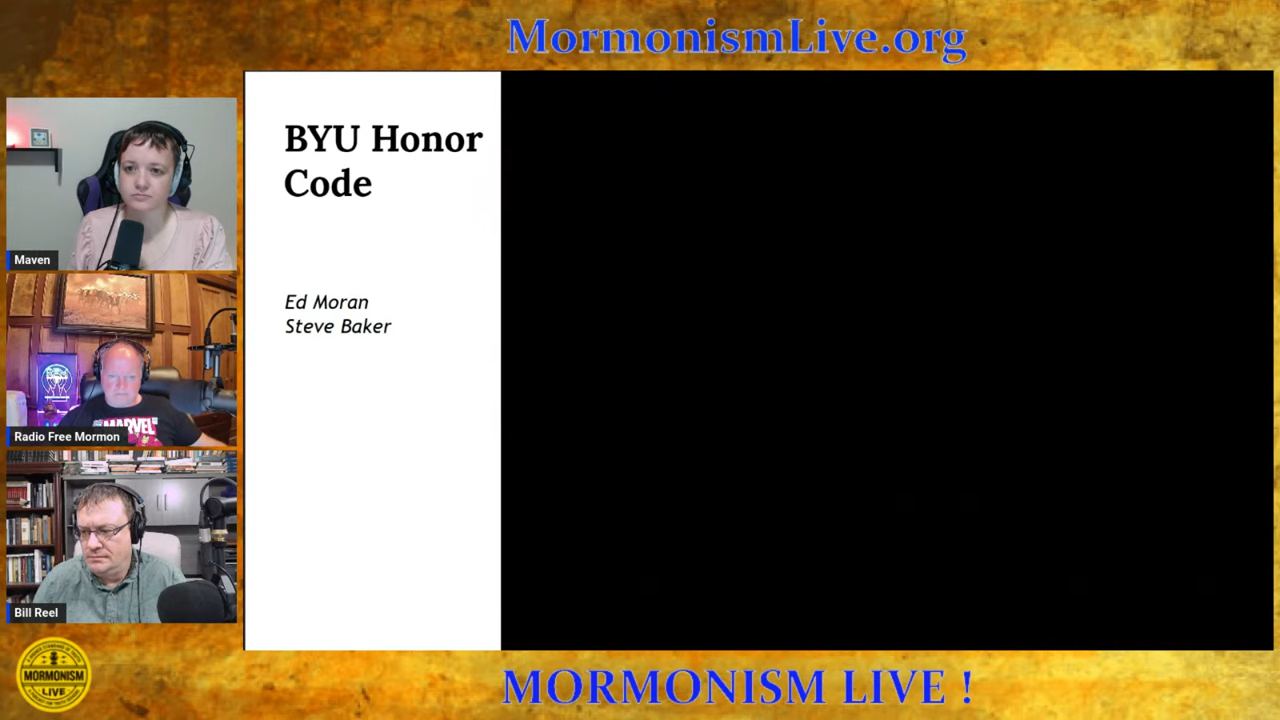 MormonismLive.org
BYU Honor
Code
Ed Moran
Steve Baker
Maven
MARVEL
Radio Free Mormon
Bill Reel
MORMONISM
LIVE
MORMONISM LIVE !